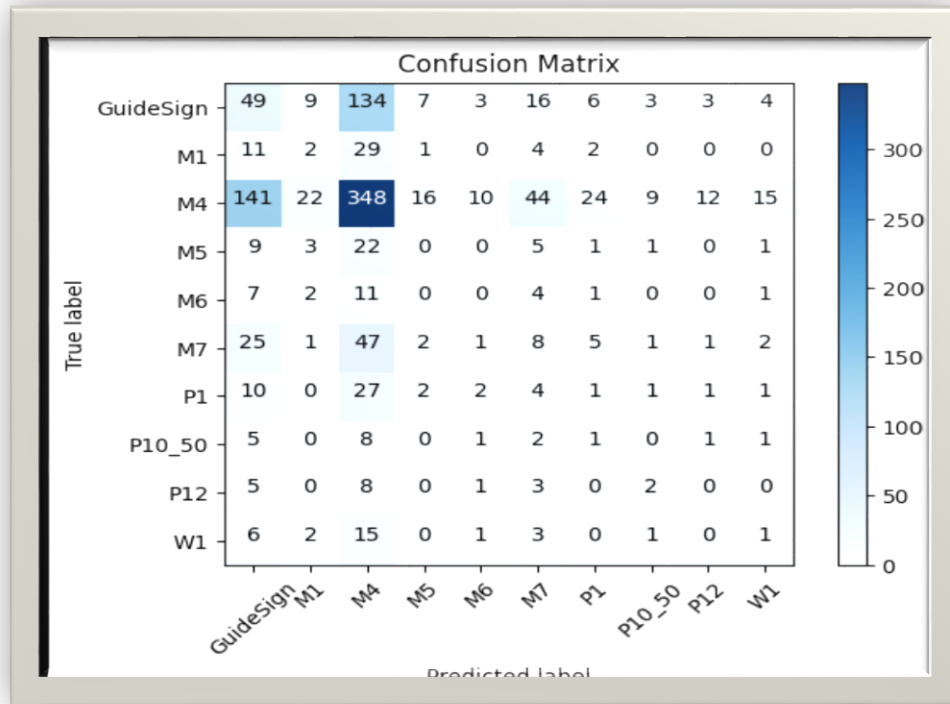 Confusion Matrix
GuideSign 49 9 134 7 3 16 6 3 3 4
M1 11 2 29 1 0 4 2 0 0 0
M4 141 22 348 16 10 44 24 9 12 15
M5 9 3 22 0 0 5 1 1 0 1
M6 7 2 11 0 0 4 1 0 0 1
M7 25 1 47 2 1 8 5 1 1 2
P1 10 0 27 2 2 4 1 1 1 1
P10_50 5 0 8 0 1 2 1 0 1 1
P12 5 0 8 0 1 3 0 2 0 0
W1 6 2 15 0 1 3 0 1 0 1
True label
GuideSign M1 M4 M5 M6 M7 P1 P10_50 P12 W1
Predicted label
300
250
200
150
100
50
0